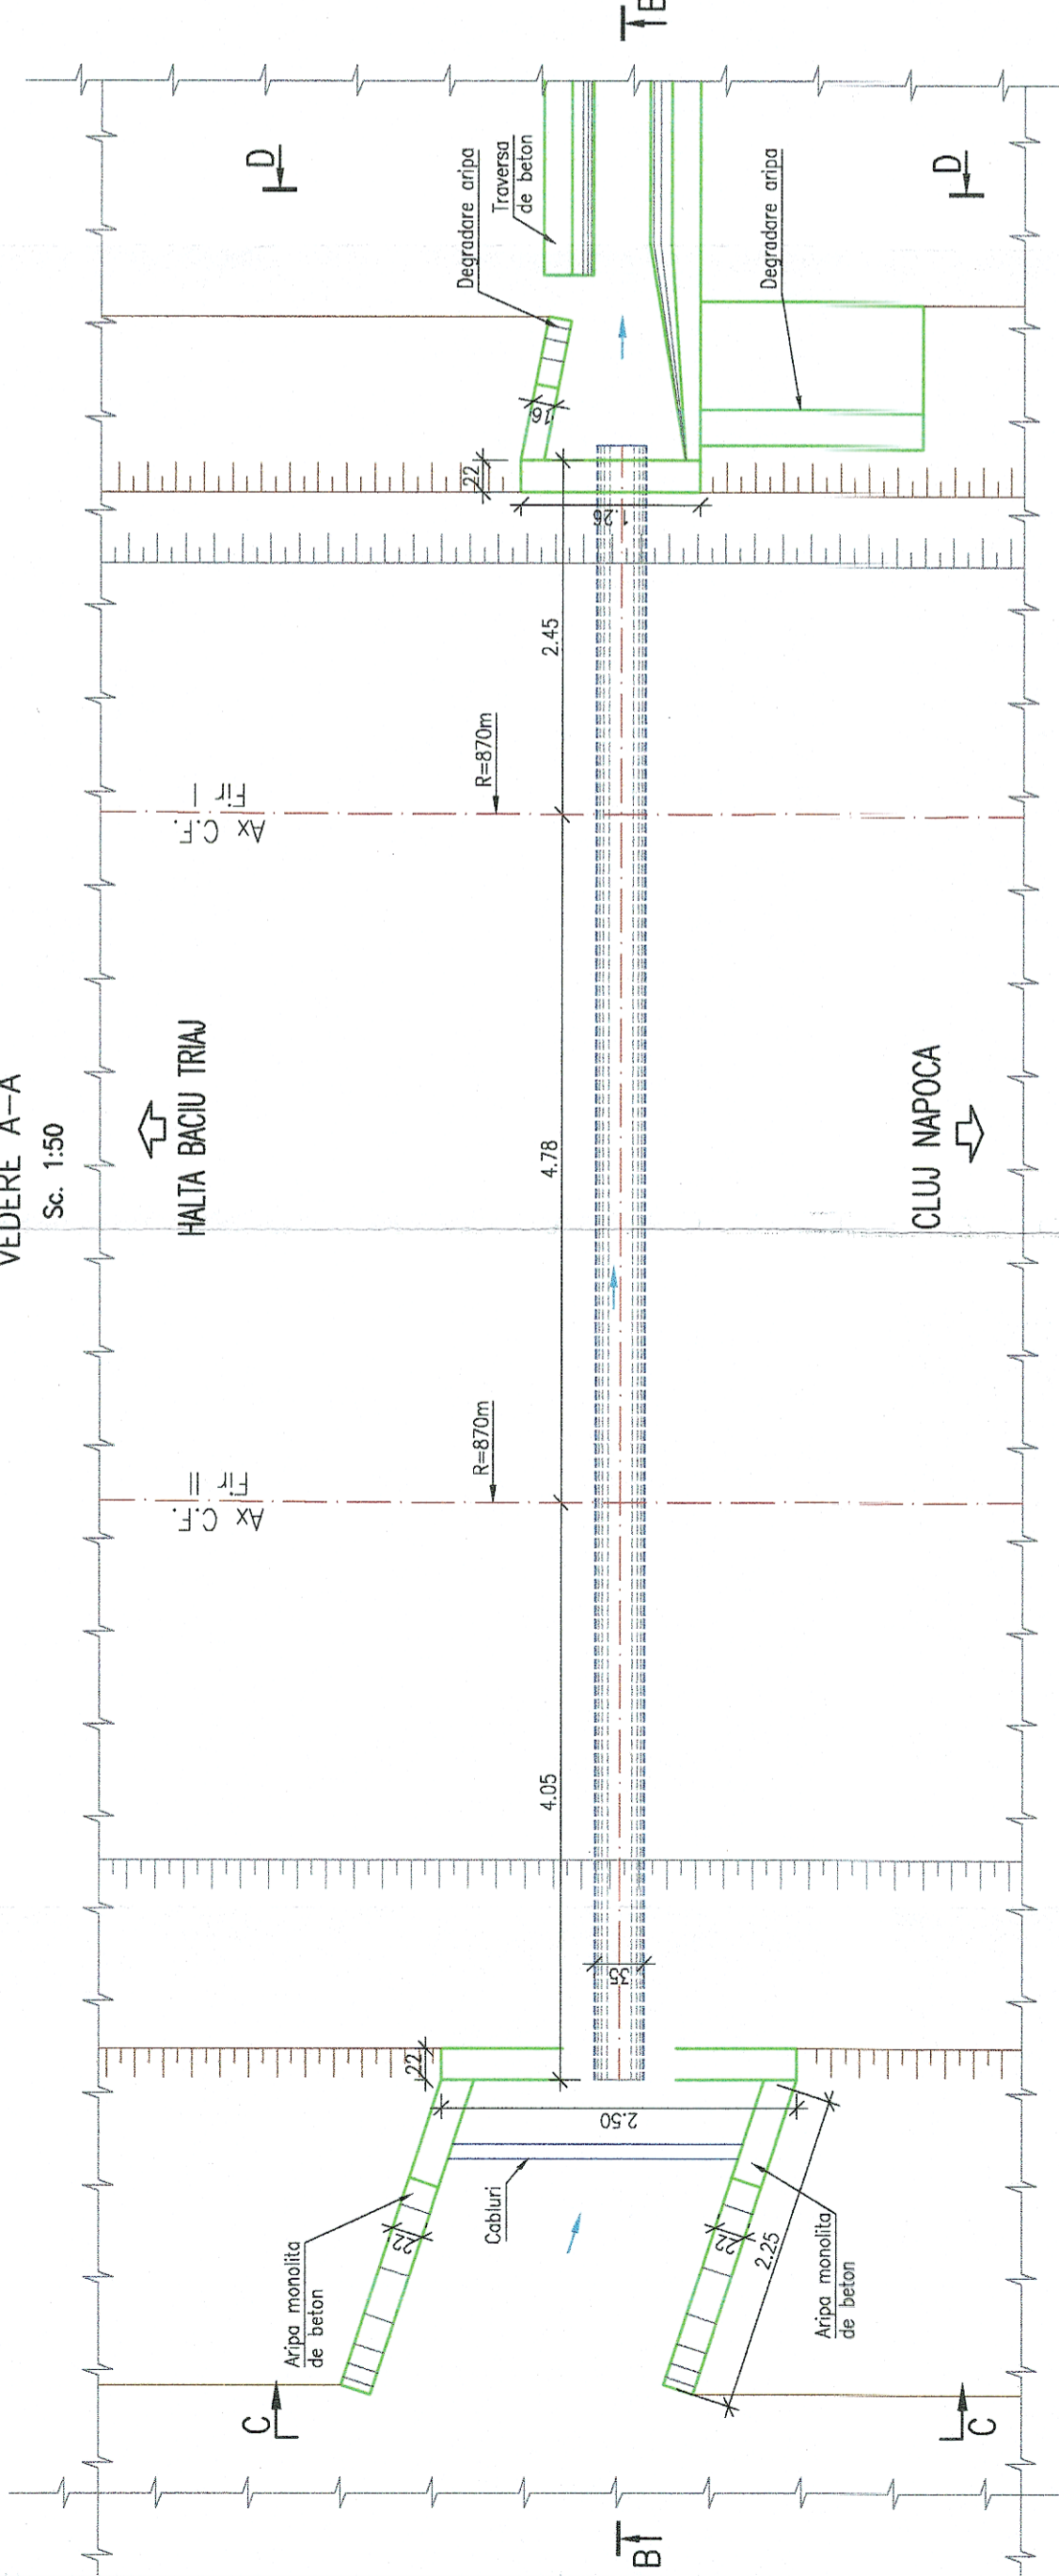 VEDERE A-A
Sc. 1:50
HALTA BACIU TRIAJ
CLUJ NAPOCA
C
C
B
B
D
D
Aripa monolita
de beton
Aripa monolita
de beton
Cabluri
22
22
22
2.50
2.25
35
4.05
4.78
2.45
Ax C.F.
Fir II
R=870m
Ax C.F.
Fir I
R=870m
22
1.26
16
Degradare aripa
Traversa
de beton
Degradare aripa